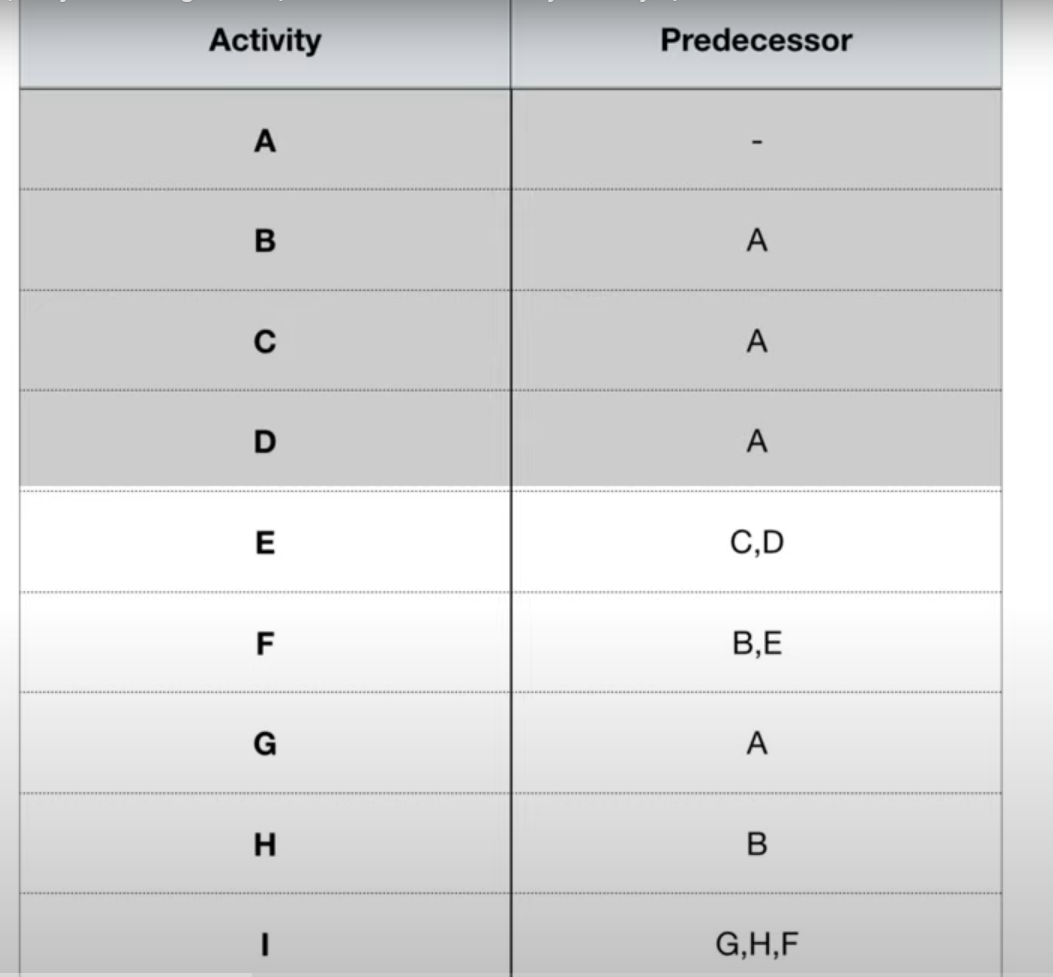 Activity Predecessor
A -
B A
C A
D A
E C,D
F B,E
G A
H B
I G,H,F